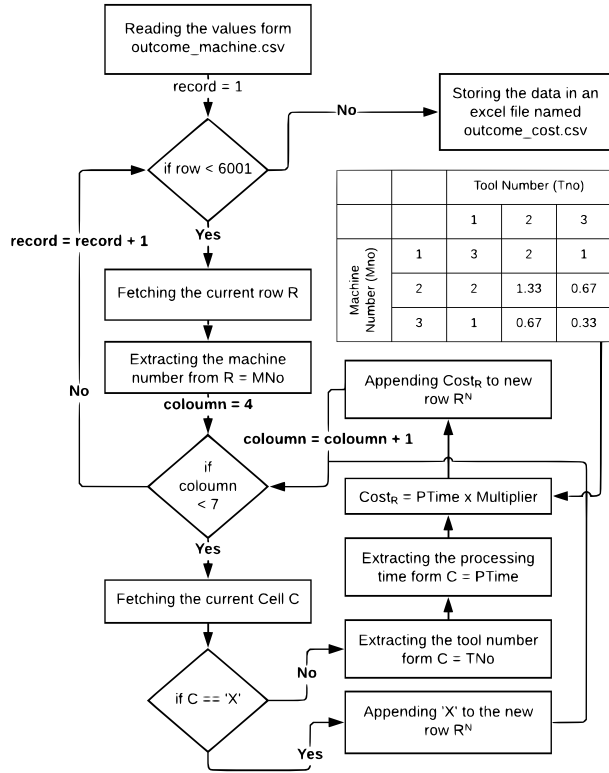 Reading the values form
outcome_machine.csv
record = 1
No
Storing the data in an
excel file named
outcome_cost.csv
if row < 6001
Tool Number (Tno)
1 2 3
Machine
Number (Mno)
1 3 2 1
2 2 1.33 0.67
3 1 0.67 0.33
record = record + 1
Yes
Fetching the current row R
Extracting the machine
number from R = MNo
coloumn = 4
No
Appending CostR to new
row Rᴺ
coloumn = coloumn + 1
if
coloumn
< 7
CostR = PTime x Multiplier
Yes
Extracting the processing
time form C = PTime
Fetching the current Cell C
Extracting the tool number
form C = TNo
No
if C == 'X'
Appending 'X' to the new
row Rᴺ
Yes